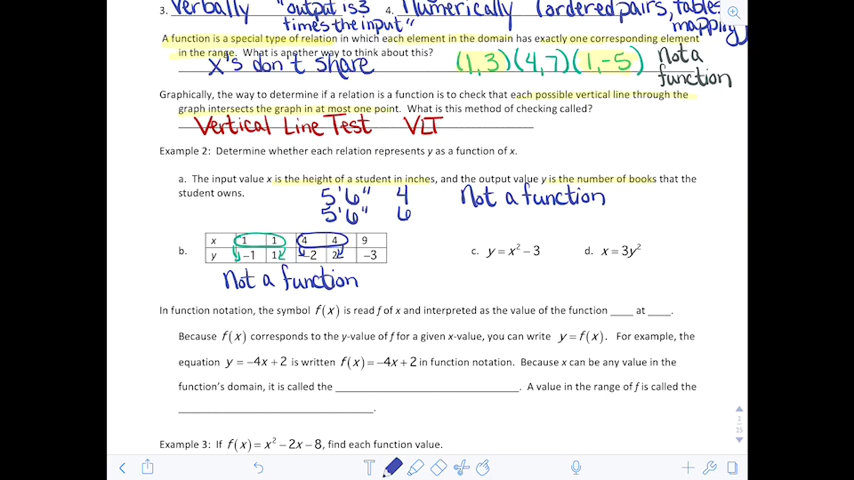 3. Verbally "output is 3 times the input" 4. Numerically (ordered pairs, tables, mapping)
A function is a special type of relation in which each element in the domain has exactly one corresponding element
in the range. What is another way to think about this?
x's don't share (1,3)(4,7)(1,-5) Not a function
Graphically, the way to determine if a relation is a function is to check that each possible vertical line through the
graph intersects the graph in at most one point. What is this method of checking called?
Vertical Line Test VLT
Example 2: Determine whether each relation represents y as a function of x.
a. The input value x is the height of a student in inches, and the output value y is the number of books that the
student owns.
5'6" 4 Not a function
5'6" 6
b. x 1 1 4 4 9
y −1 1 −2 2 −3
c. y = x² − 3 d. x = 3y²
Not a function
In function notation, the symbol f(x) is read f of x and interpreted as the value of the function ____ at ____.
Because f(x) corresponds to the y-value of f for a given x-value, you can write y = f(x). For example, the
equation y = −4x + 2 is written f(x) = −4x + 2 in function notation. Because x can be any value in the
function's domain, it is called the ____________. A value in the range of f is called the
____________.
Example 3: If f(x) = x² − 2x − 8, find each function value.